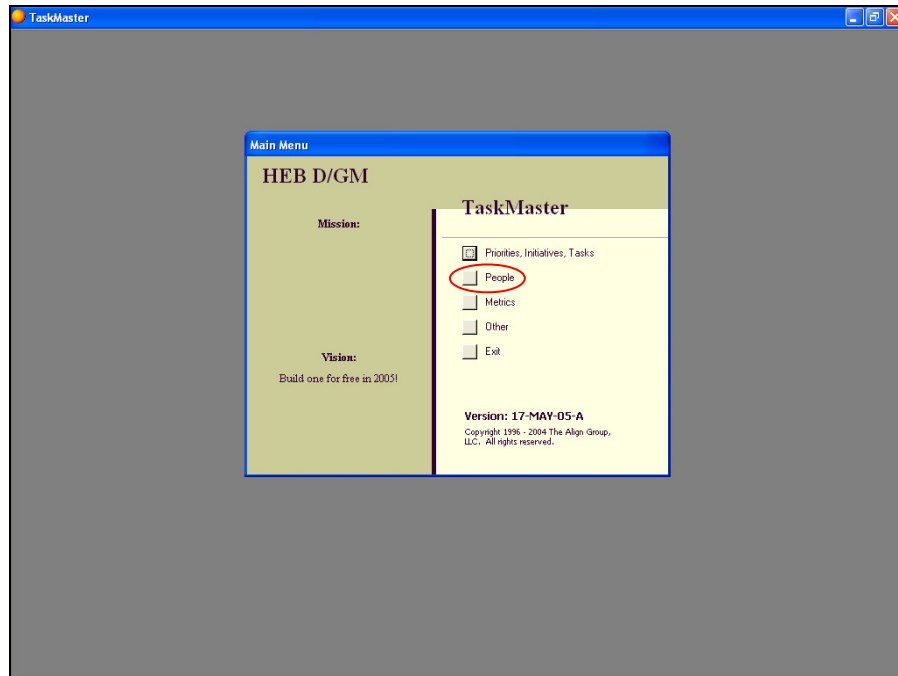 TaskMaster
Main Menu
HEB D/GM
Mission:
Vision:
Build one for free in 2005!
TaskMaster
Priorities, Initiatives, Tasks
People
Metrics
Other
Exit
Version: 17-MAY-05-A
Copyright 1996 - 2004 The Align Group,
LLC. All rights reserved.